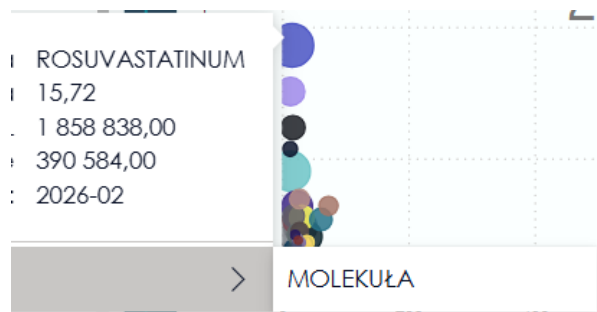 ROSUVASTATINUM
15,72
1 858 838,00
390 584,00
: 2026-02
MOLEKUŁA